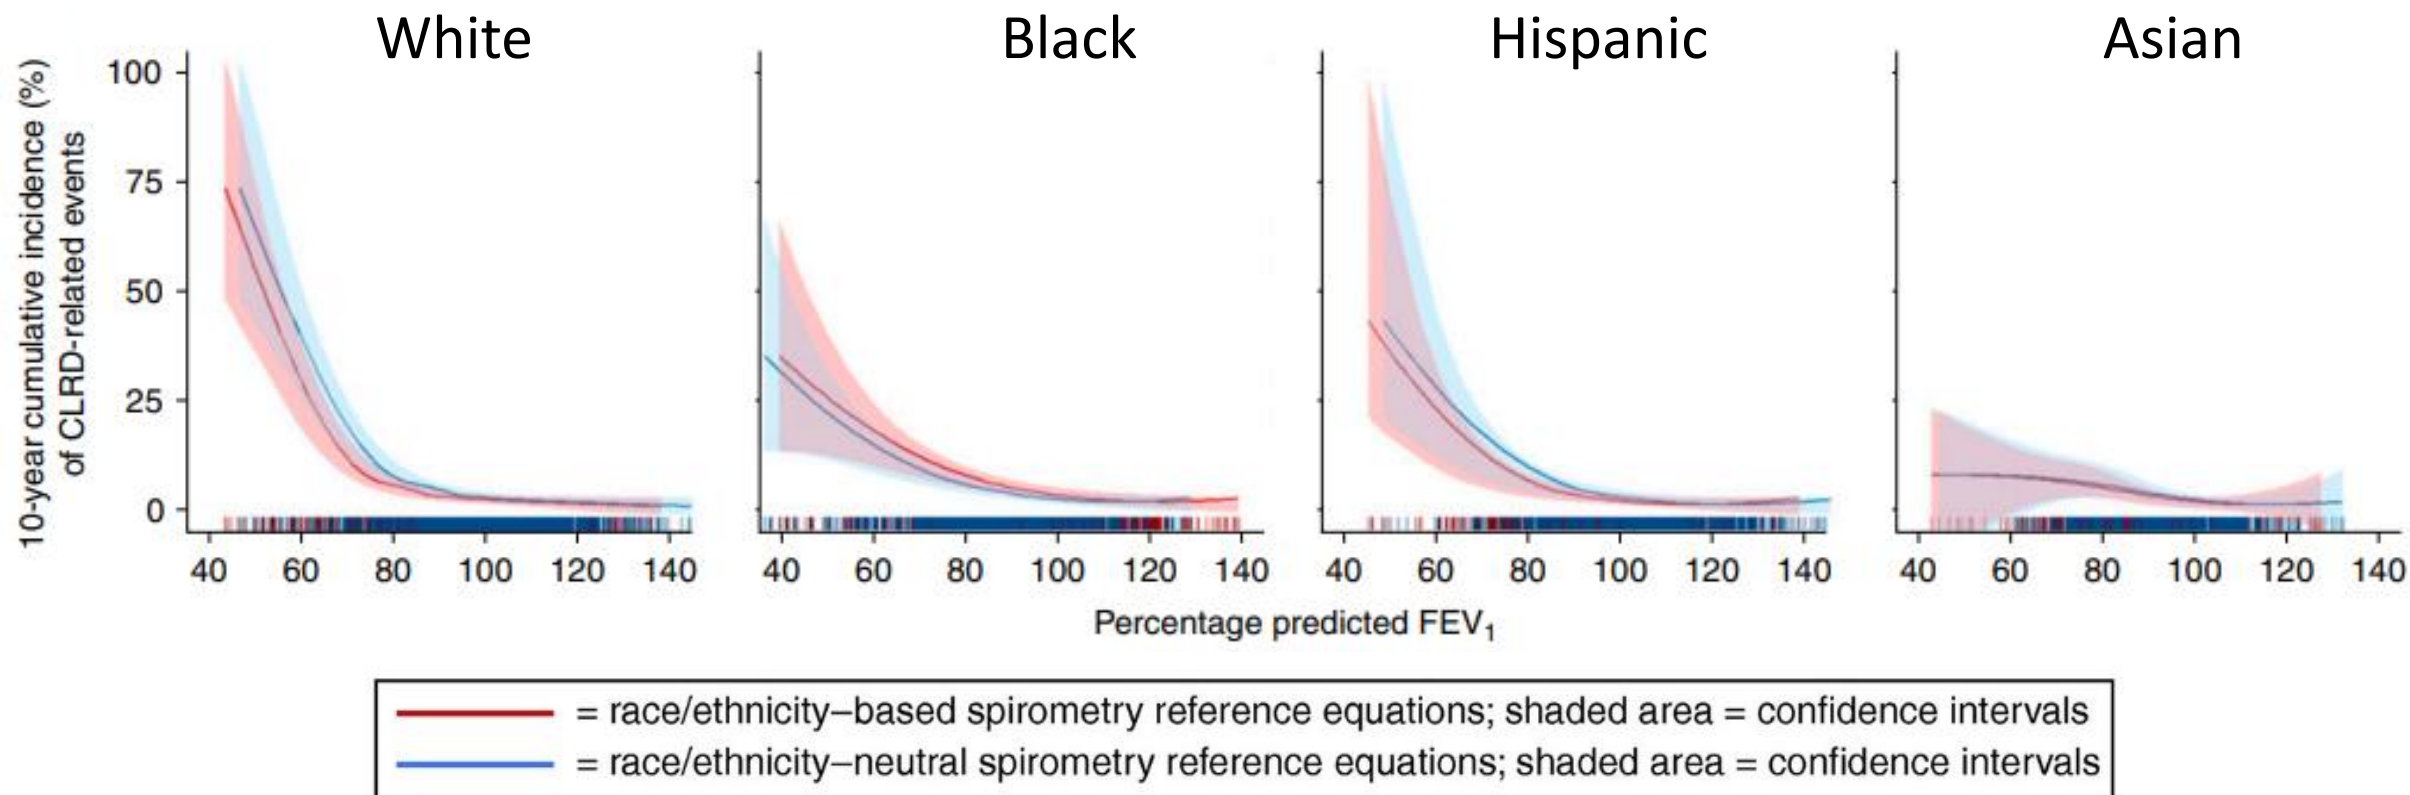 White Black Hispanic Asian
10-year cumulative incidence (%)
of CLRD-related events
100
75
50
25
0
40 60 80 100 120 140
40 60 80 100 120 140
40 60 80 100 120 140
40 60 80 100 120 140
Percentage predicted FEV₁
= race/ethnicity–based spirometry reference equations; shaded area = confidence intervals
= race/ethnicity–neutral spirometry reference equations; shaded area = confidence intervals